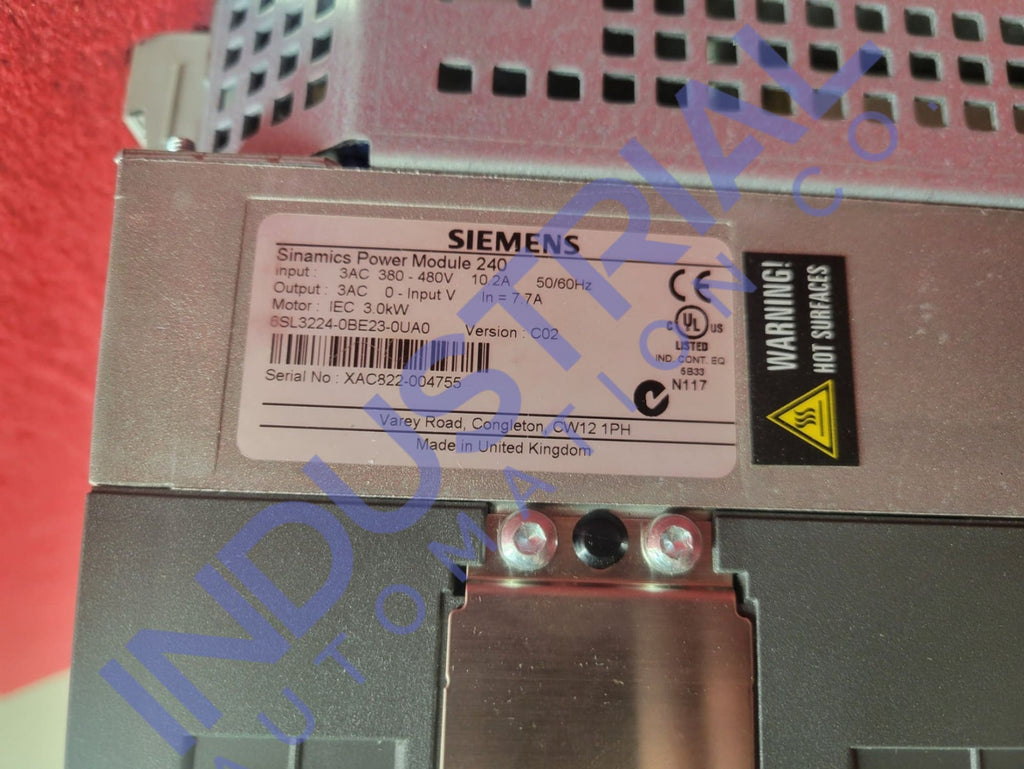 SIEMENS
Sinamics Power Module 240
input : 3AC 380 - 480V 10.2A 50/60Hz
Output : 3AC 0 - Input V In = 7.7A
Motor : IEC 3.0kW
6SL3224-0BE23-0UA0 Version : C02
Serial No : XAC822-004755
Varey Road, Congleton, CW12 1PH
Made in United Kingdom
CE
C UL US
LISTED
IND. CONT. EQ
5B33
N117
WARNING!
HOT SURFACES
INDUSTRIAL
AUTOMATION CO.